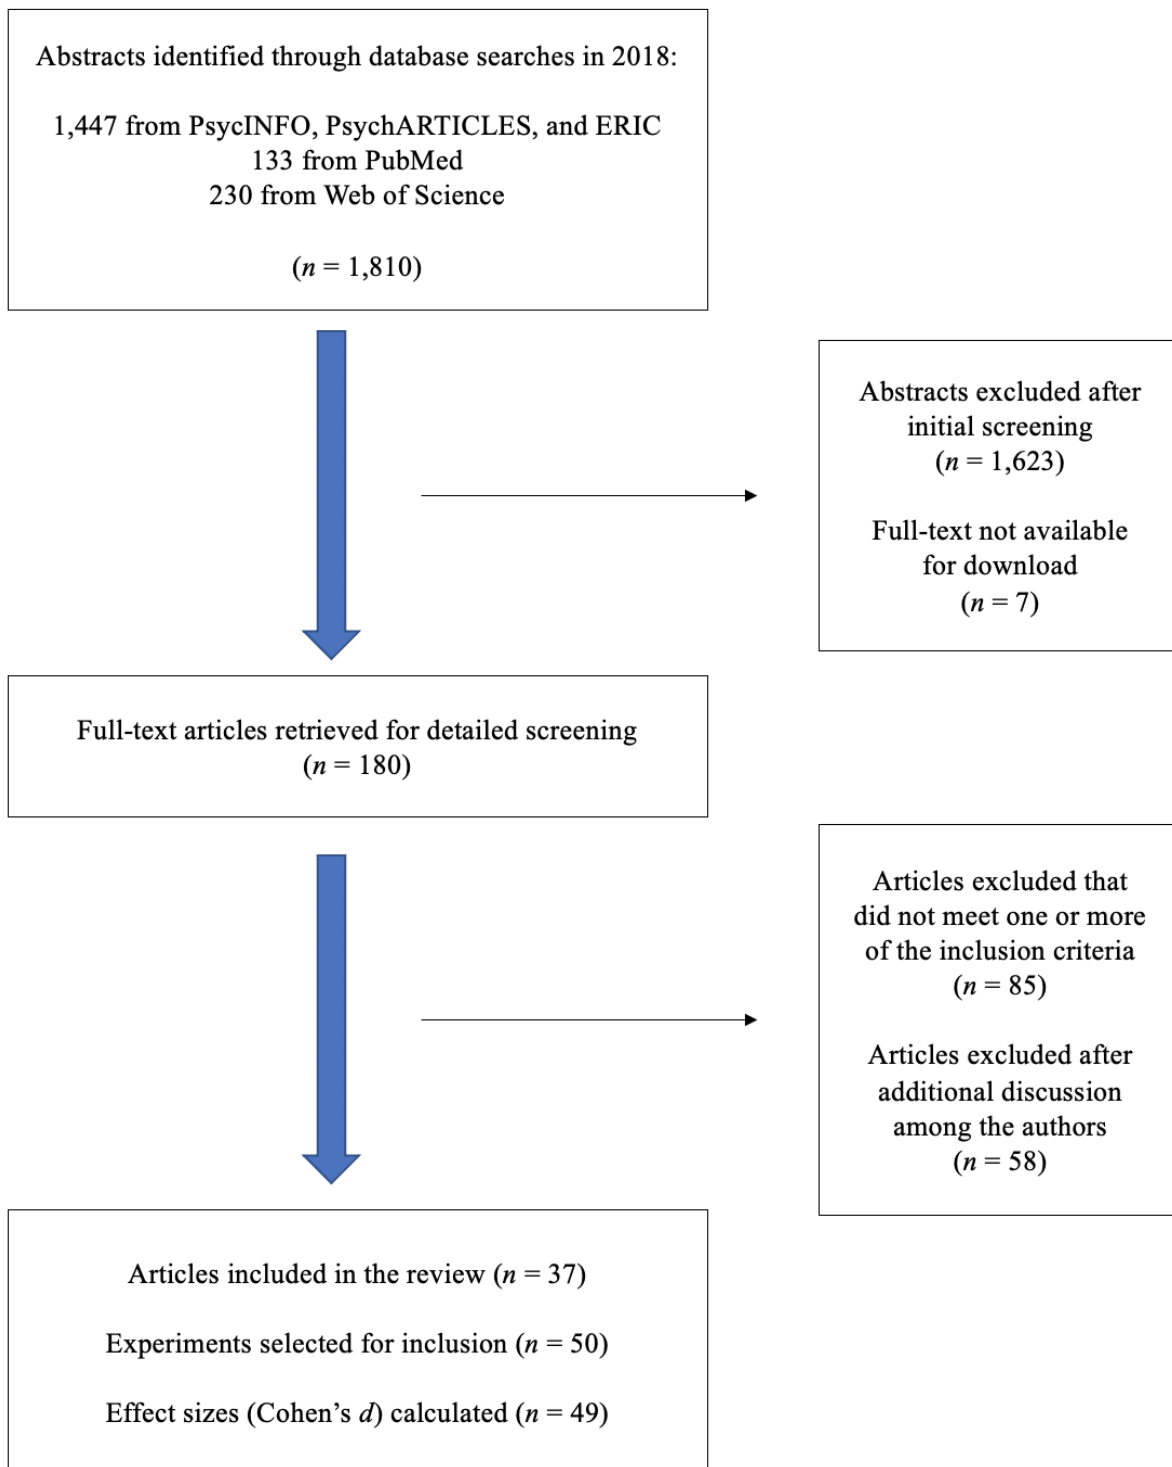 Abstracts identified through database searches in 2018:
1,447 from PsycINFO, PsychARTICLES, and ERIC
133 from PubMed
230 from Web of Science
(n = 1,810)
Abstracts excluded after
initial screening
(n = 1,623)
Full-text not available
for download
(n = 7)
Full-text articles retrieved for detailed screening
(n = 180)
Articles excluded that
did not meet one or more
of the inclusion criteria
(n = 85)
Articles excluded after
additional discussion
among the authors
(n = 58)
Articles included in the review (n = 37)
Experiments selected for inclusion (n = 50)
Effect sizes (Cohen’s d) calculated (n = 49)